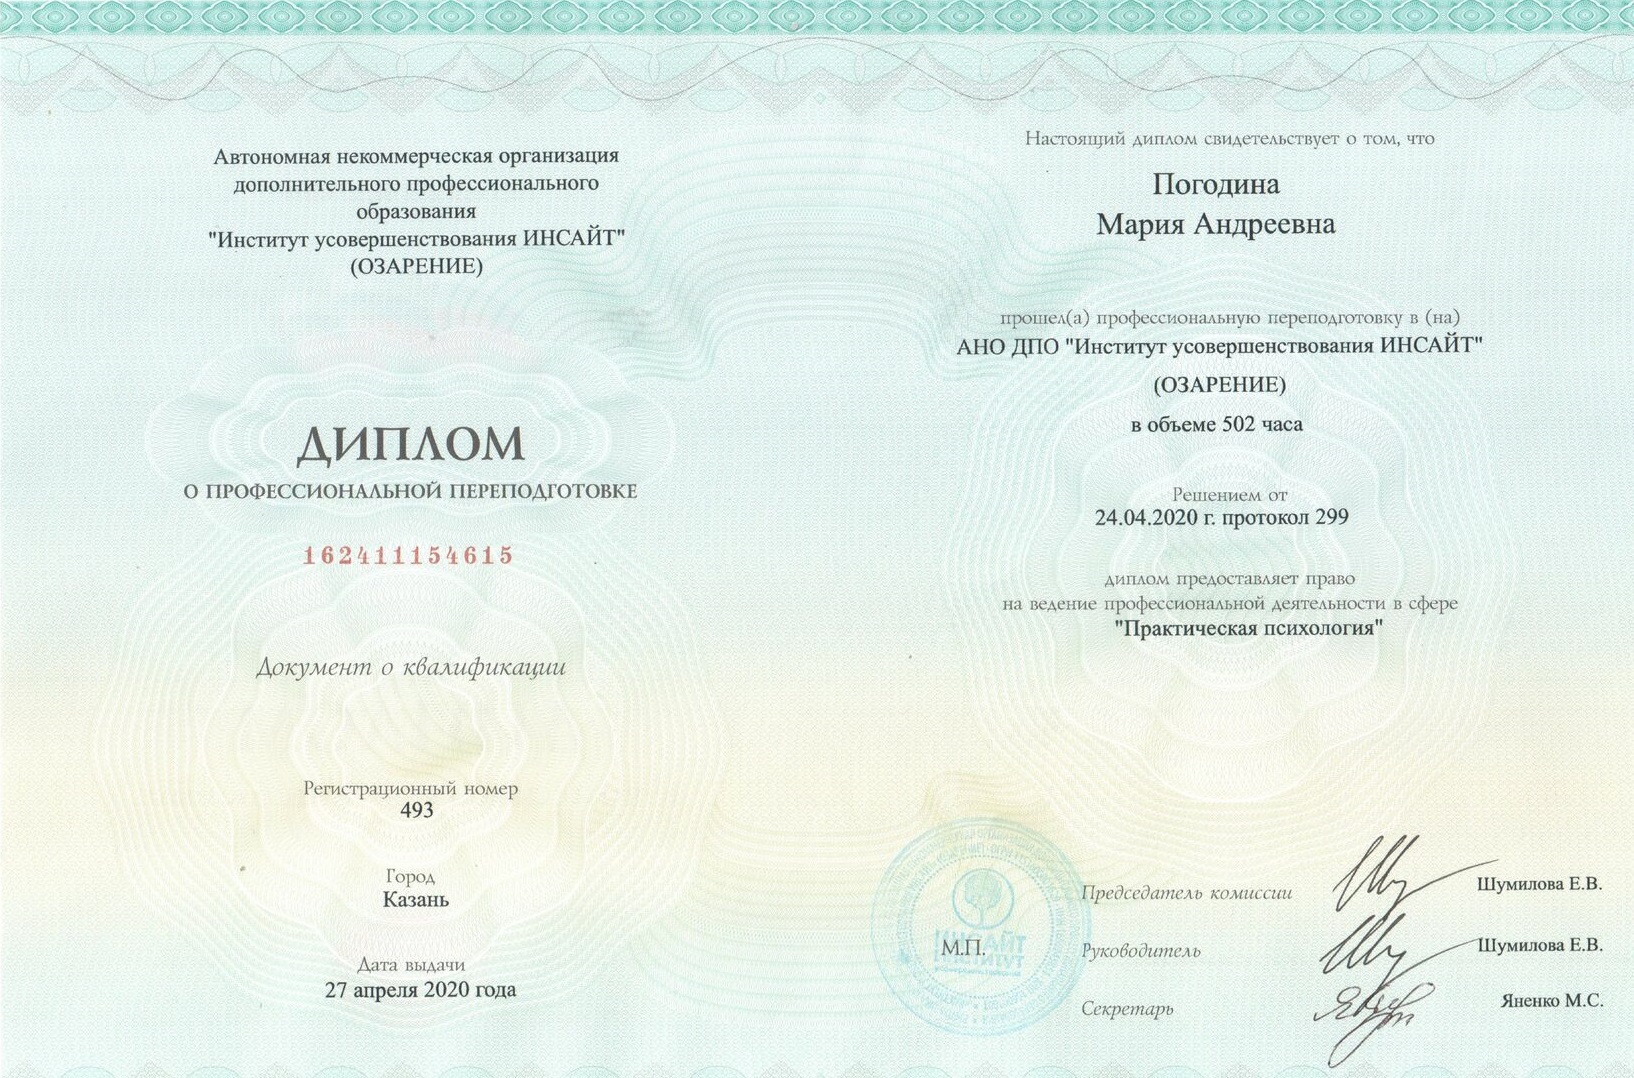 Автономная некоммерческая организация
дополнительного профессионального
образования
"Институт усовершенствования ИНСАЙТ"
(ОЗАРЕНИЕ)
ДИПЛОМ
О ПРОФЕССИОНАЛЬНОЙ ПЕРЕПОДГОТОВКЕ
162411154615
Документ о квалификации
Регистрационный номер
493
Город
Казань
Дата выдачи
27 апреля 2020 года
Настоящий диплом свидетельствует о том, что
Погодина
Мария Андреевна
прошел(а) профессиональную переподготовку в (на)
АНО ДПО "Институт усовершенствования ИНСАЙТ"
(ОЗАРЕНИЕ)
в объеме 502 часа
Решением от
24.04.2020 г. протокол 299
диплом предоставляет право
на ведение профессиональной деятельности в сфере
"Практическая психология"
ИНСАЙТ
ИНСТИТУТ
М.П.
Председатель комиссии Шумилова Е.В.
Руководитель Шумилова Е.В.
Секретарь Яненко М.С.